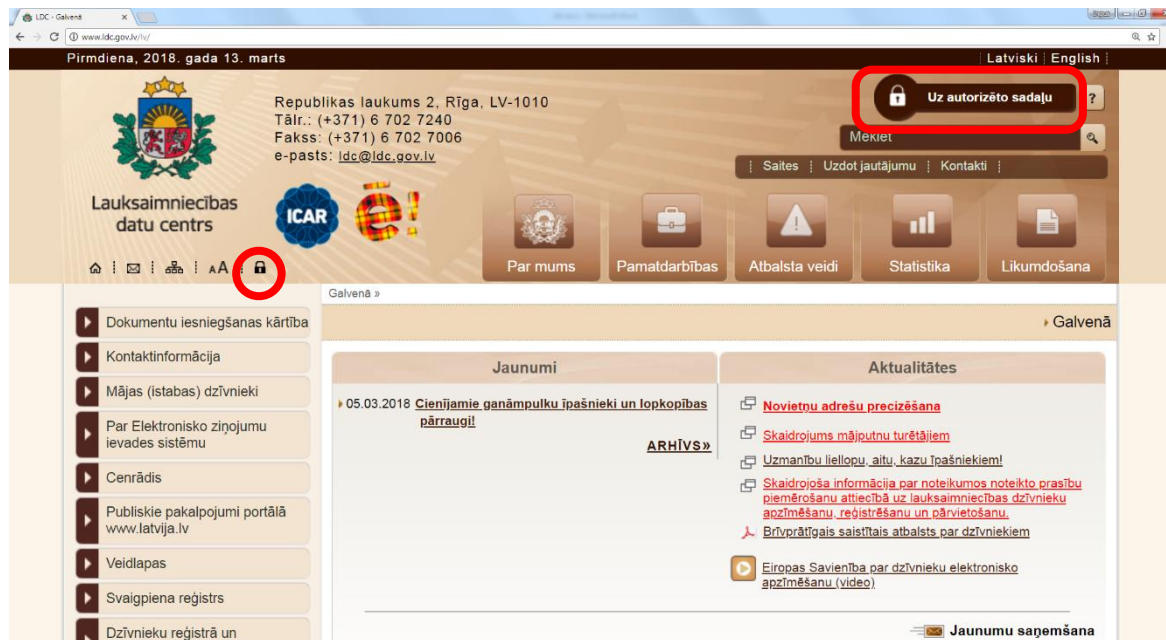 LDC - Galvenā
www.ldc.gov.lv/lv/
Pirmdiena, 2018. gada 13. marts
Latviski English
Republikas laukums 2, Rīga, LV-1010
Tālr.: (+371) 6 702 7240
Fakss: (+371) 6 702 7006
e-pasts: ldc@ldc.gov.lv
Uz autorizēto sadaļu
?
Meklēt
Saites Uzdot jautājumu Kontakti
Lauksaimniecības
datu centrs
ICAR
ē!
AA
Par mums Pamatdarbības Atbalsta veidi Statistika Likumdošana
Galvenā »
Galvenā
Dokumentu iesniegšanas kārtība
Kontaktinformācija
Mājas (istabas) dzīvnieki
Par Elektronisko ziņojumu
ievades sistēmu
Cenrādis
Publiskie pakalpojumi portālā
www.latvija.lv
Veidlapas
Svaigpiena reģistrs
Dzīvnieku reģistrā un
Jaunumi
05.03.2018 Cienījamie ganāmpulku īpašnieki un lopkopības
pārraugi!
ARHĪVS»
Aktualitātes
Novietņu adrešu precizēšana
Skaidrojums mājputnu turētājiem
Uzmanību liellopu, aitu, kazu īpašniekiem!
Skaidrojoša informācija par noteikumos noteikto prasību
piemērošanu attiecībā uz lauksaimniecības dzīvnieku
apzīmēšanu, reģistrēšanu un pārvietošanu.
Brīvprātīgais saistītais atbalsts par dzīvniekiem
Eiropas Savienība par dzīvnieku elektronisko
apzīmēšanu (video)
Jaunumu saņemšana